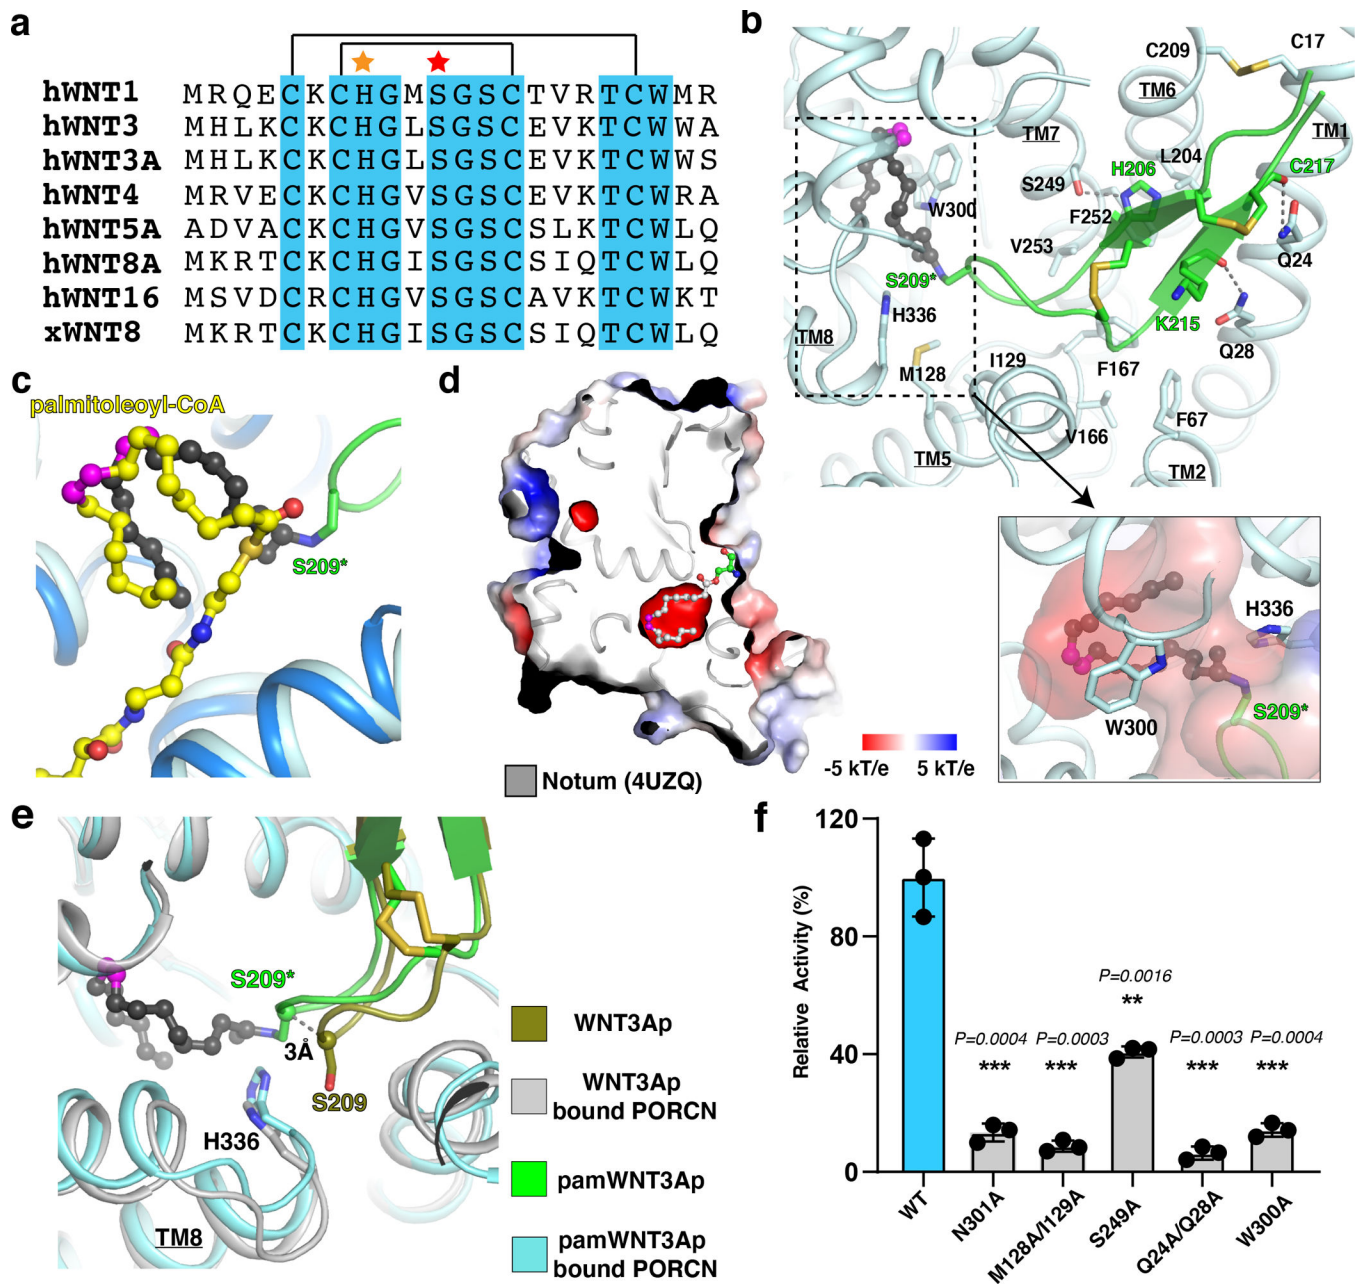 a
hWNT1 MRQECKCHGMSGSCTVRTCWMR
hWNT3 MHLKCKCHGLSGSCEVKTCWWA
hWNT3A MHLKCKCHGLSGSCEVKTCWWS
hWNT4 MRVECKCHGVSGSCEVKTCWRA
hWNT5A ADVACKCHGVSGSCSLKTCWLQ
hWNT8A MKRTCKCHGISGSCSIQTCWLQ
hWNT16 MSVDCRCHGVSGSCAVKTCWKT
xWNT8 MKRTCKCHGISGSCSIQTCWLQ
b
C209
C17
TM6
TM7
TM1
L204
H206
C217
S249
W300
F252
V253
Q24
S209*
K215
H336
TM8
Q28
I129
F167
M128
F67
V166
TM5
TM2
H336
W300
S209*
c
palmitoleoyl-CoA
S209*
d
-5 kT/e 5 kT/e
Notum (4UZQ)
e
S209*
3Å
S209
H336
TM8
WNT3Ap
WNT3Ap
bound PORCN
pamWNT3Ap
pamWNT3Ap
bound PORCN
f
Relative Activity (%)
120
80
40
0
P=0.0004
***
P=0.0003
***
P=0.0016
**
P=0.0003
***
P=0.0004
***
WT
N301A
M128A/I129A
S249A
Q24A/Q28A
W300A